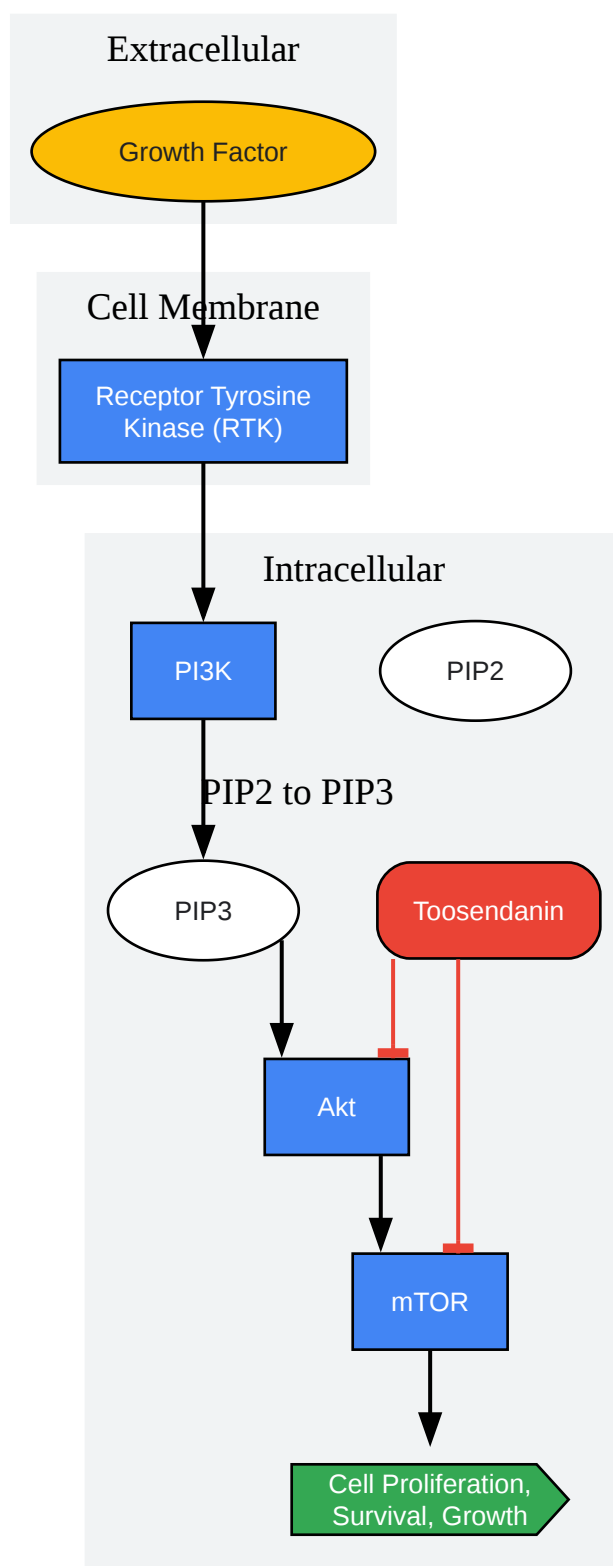 Extracellular
Growth Factor
Cell Membrane
Receptor Tyrosine
Kinase (RTK)
Intracellular
PI3K
PIP2
PIP2 to PIP3
PIP3
Toosendanin
Akt
mTOR
Cell Proliferation,
Survival, Growth